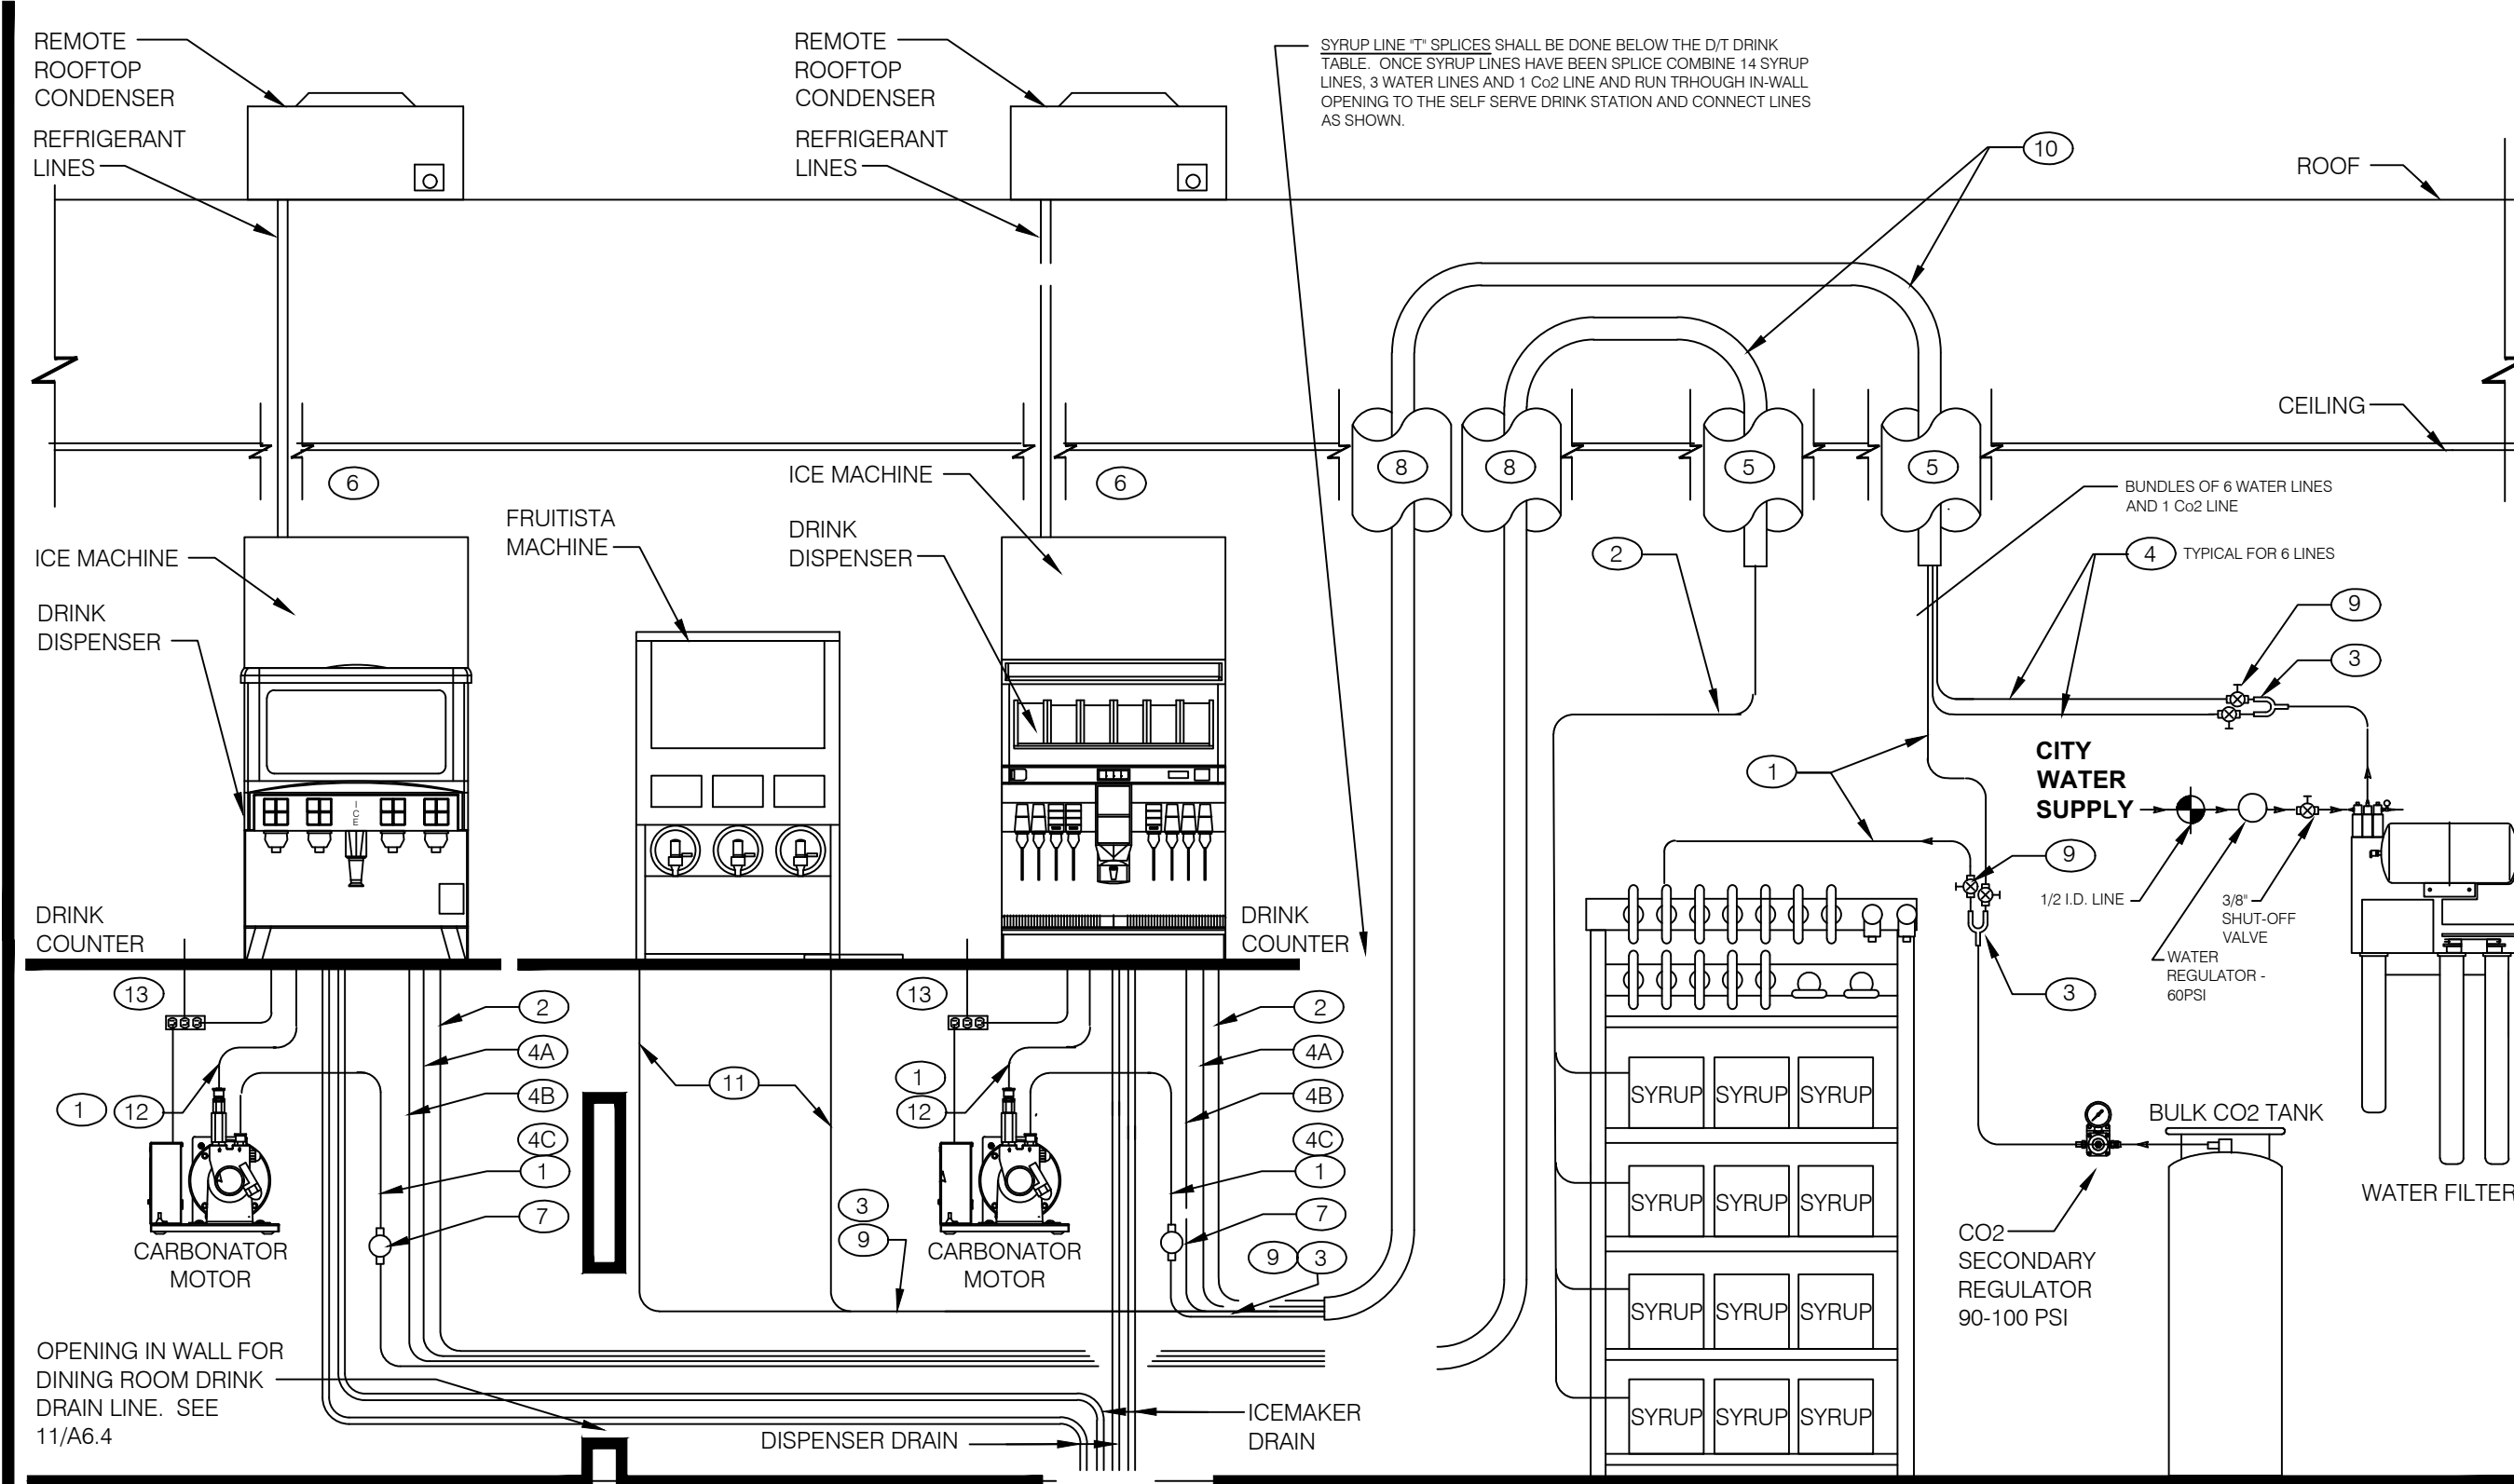 REMOTE
ROOFTOP
CONDENSER
REFRIGERANT
LINES
REMOTE
ROOFTOP
CONDENSER
REFRIGERANT
LINES
SYRUP LINE "T" SPLICES SHALL BE DONE BELOW THE D/T DRINK
TABLE. ONCE SYRUP LINES HAVE BEEN SPLICE COMBINE 14 SYRUP
LINES, 3 WATER LINES AND 1 Co2 LINE AND RUN TRHOUGH IN-WALL
OPENING TO THE SELF SERVE DRINK STATION AND CONNECT LINES
AS SHOWN.
10
ROOF
CEILING
8
8
5
5
6
6
ICE MACHINE
DRINK
DISPENSER
FRUITISTA
MACHINE
ICE MACHINE
DRINK
DISPENSER
BUNDLES OF 6 WATER LINES
AND 1 Co2 LINE
2
4
TYPICAL FOR 6 LINES
9
3
1
CITY
WATER
SUPPLY
9
1/2 I.D. LINE
3/8"
SHUT-OFF
VALVE
WATER
REGULATOR -
60PSI
3
ICE
DRINK
COUNTER
DRINK
COUNTER
13
2
4A
4B
4C
1
7
1
12
CARBONATOR
MOTOR
11
13
1
12
3
9
CARBONATOR
MOTOR
2
4A
4B
4C
1
7
9
3
SYRUP SYRUP SYRUP
SYRUP SYRUP SYRUP
SYRUP SYRUP SYRUP
SYRUP SYRUP SYRUP
BULK CO2 TANK
WATER FILTER
CO2
SECONDARY
REGULATOR
90-100 PSI
OPENING IN WALL FOR
DINING ROOM DRINK
DRAIN LINE. SEE
11/A6.4
DISPENSER DRAIN
ICEMAKER
DRAIN